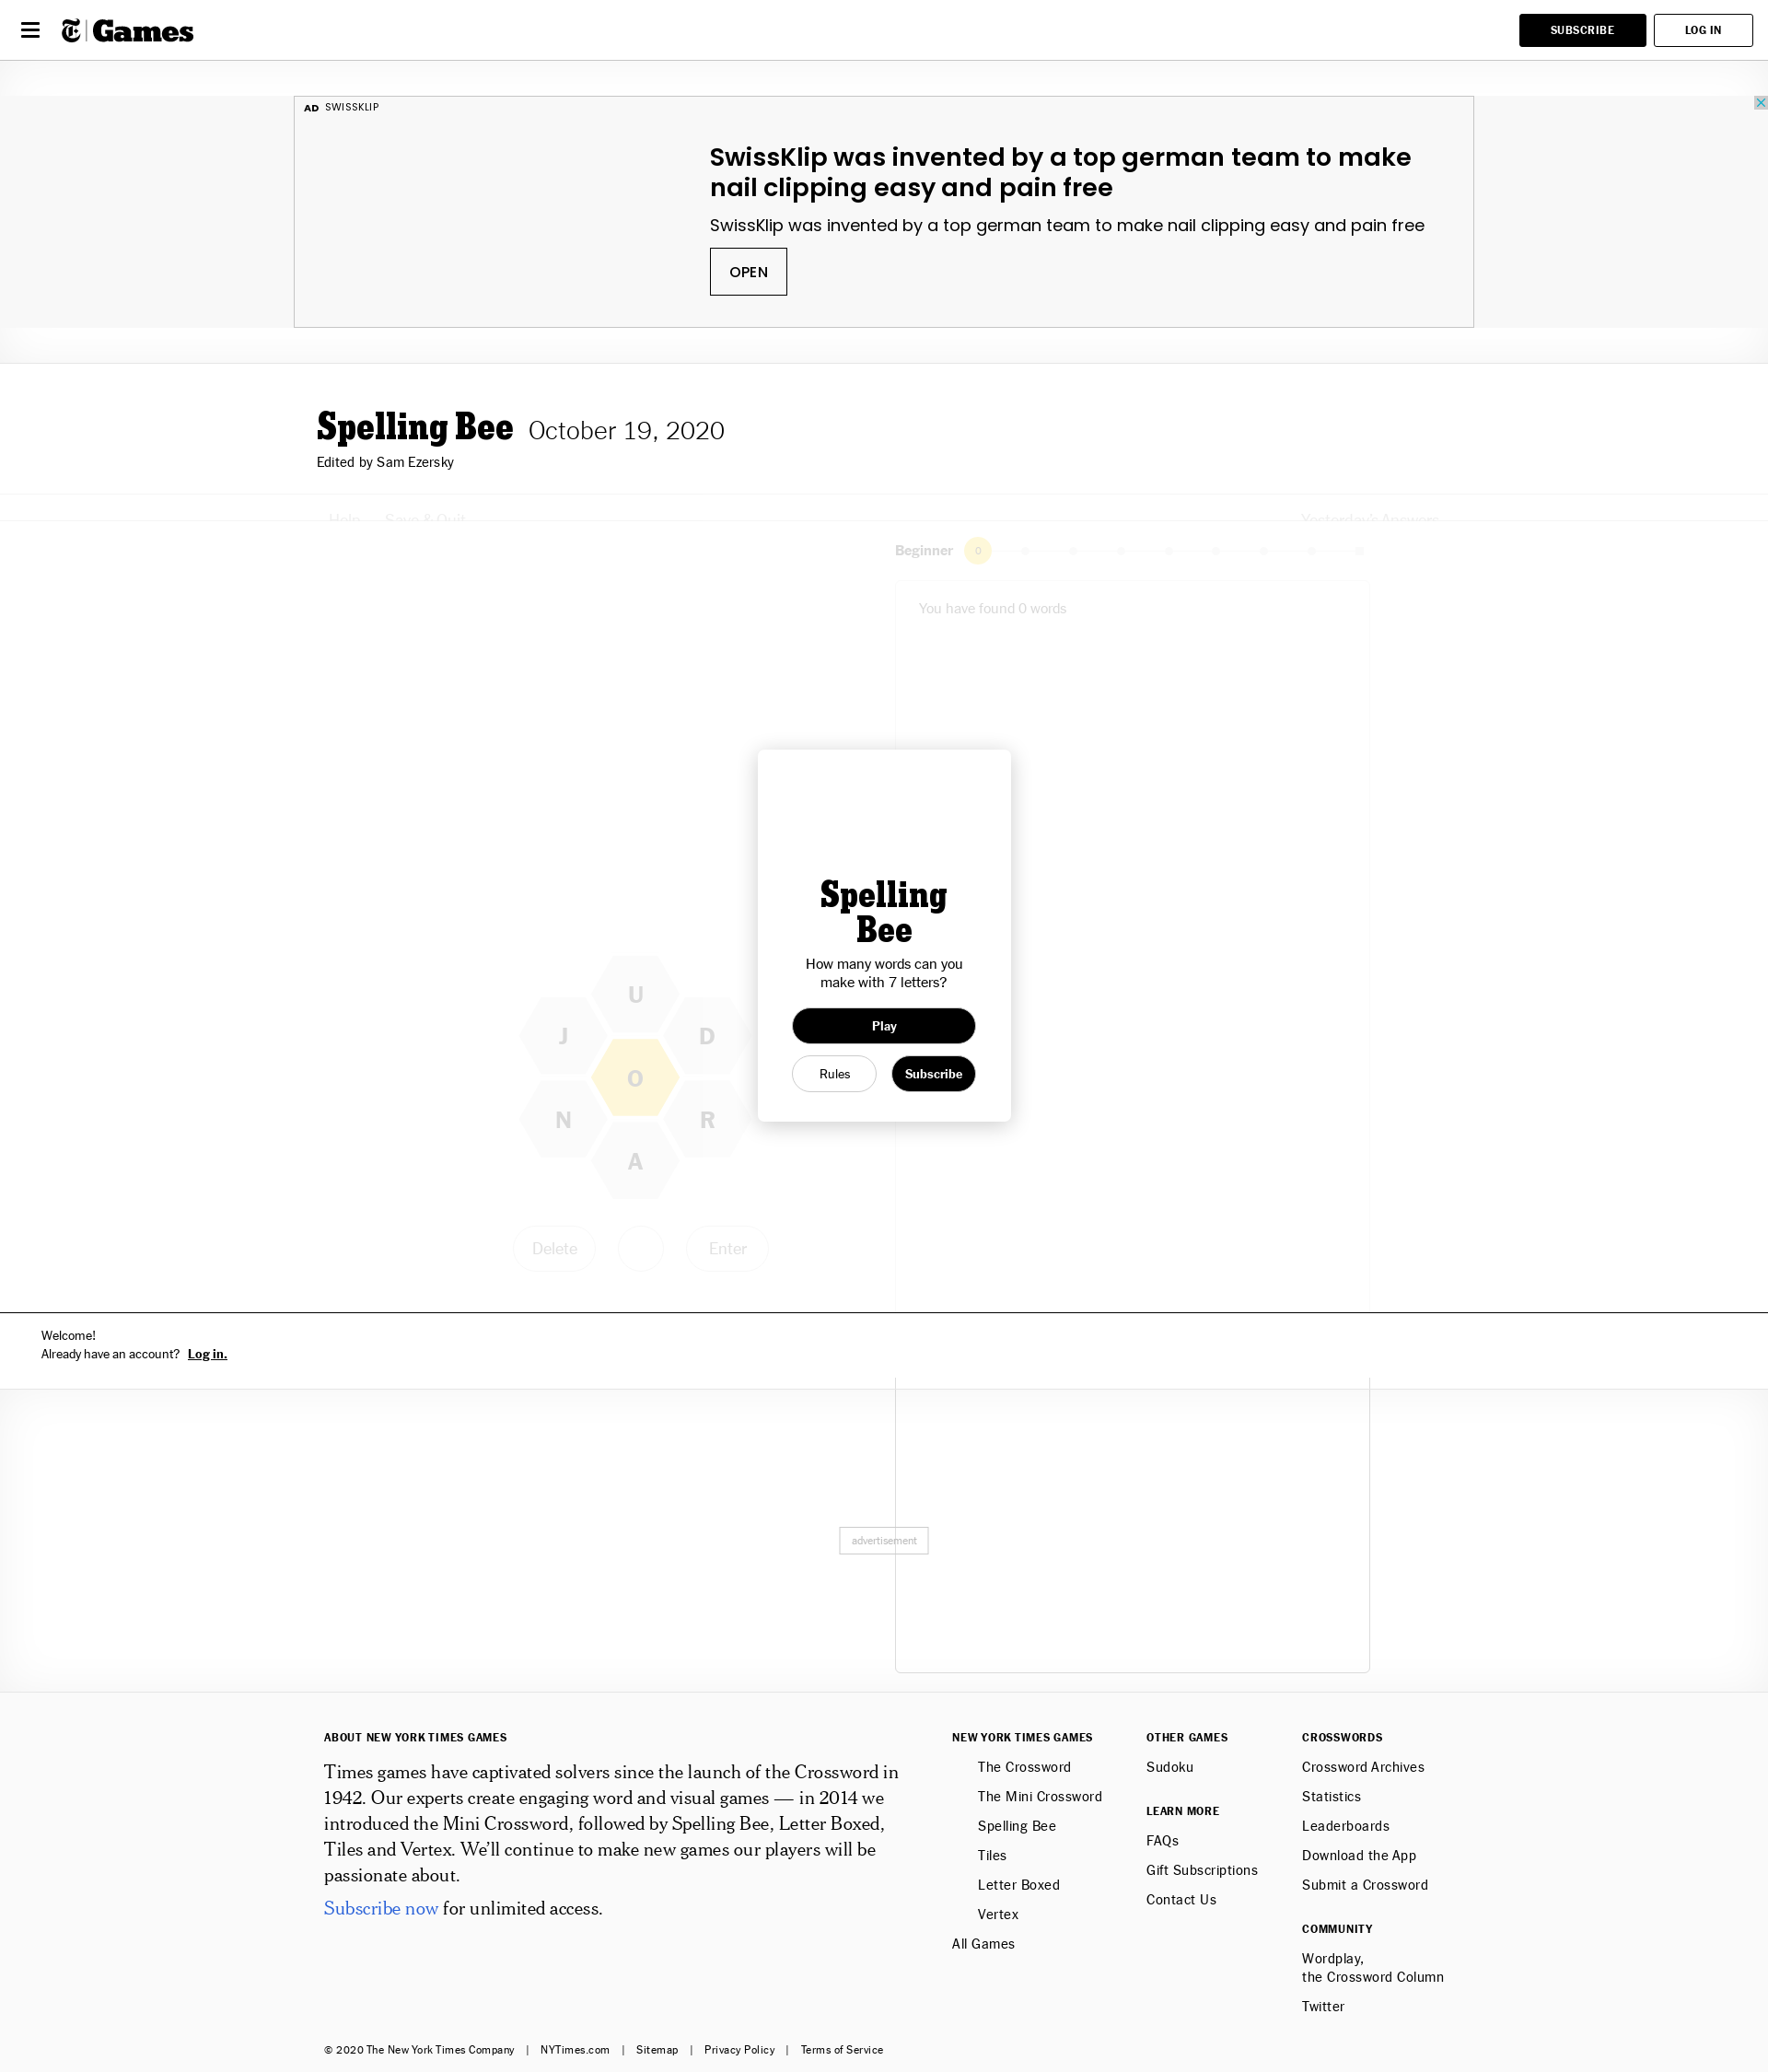 Games
SUBSCRIBE
LOG IN
AD SWISSKLIP
SwissKlip was invented by a top german team to make
nail clipping easy and pain free
SwissKlip was invented by a top german team to make nail clipping easy and pain free
OPEN
Spelling Bee October 19, 2020
Edited by Sam Ezersky
Help Save & Quit Yesterday's Answers
Beginner 0
You have found 0 words
Spelling
Bee
How many words can you
make with 7 letters?
Play
Rules Subscribe
U
J D
O
N R
A
Delete Enter
Welcome!
Already have an account? Log in.
advertisement
ABOUT NEW YORK TIMES GAMES
Times games have captivated solvers since the launch of the Crossword in
1942. Our experts create engaging word and visual games — in 2014 we
introduced the Mini Crossword, followed by Spelling Bee, Letter Boxed,
Tiles and Vertex. We’ll continue to make new games our players will be
passionate about.
Subscribe now for unlimited access.
NEW YORK TIMES GAMES
The Crossword
The Mini Crossword
Spelling Bee
Tiles
Letter Boxed
Vertex
All Games
OTHER GAMES
Sudoku
LEARN MORE
FAQs
Gift Subscriptions
Contact Us
CROSSWORDS
Crossword Archives
Statistics
Leaderboards
Download the App
Submit a Crossword
COMMUNITY
Wordplay,
the Crossword Column
Twitter
© 2020 The New York Times Company | NYTimes.com | Sitemap | Privacy Policy | Terms of Service